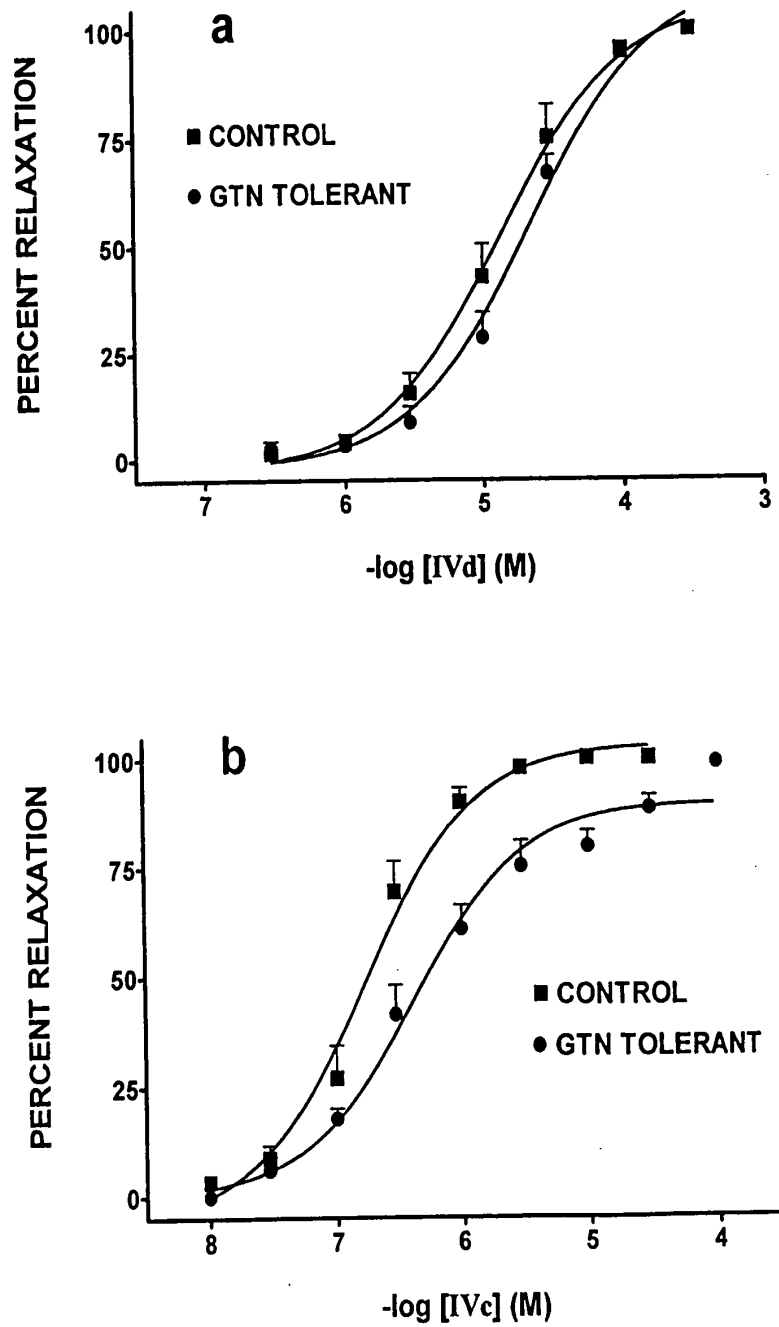 a
100
75
50
25
0
PERCENT RELAXATION
CONTROL
GTN TOLERANT
7 6 5 4 3
-log [IVd] (M)
b
100
75
50
25
0
PERCENT RELAXATION
CONTROL
GTN TOLERANT
8 7 6 5 4
-log [IVc] (M)